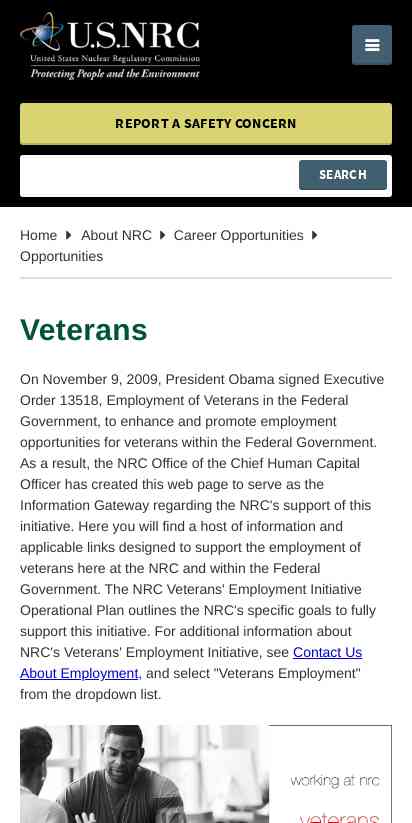 U.S.NRC
United States Nuclear Regulatory Commission
Protecting People and the Environment
REPORT A SAFETY CONCERN
SEARCH
Home About NRC Career Opportunities
Opportunities
Veterans
On November 9, 2009, President Obama signed Executive
Order 13518, Employment of Veterans in the Federal
Government, to enhance and promote employment
opportunities for veterans within the Federal Government.
As a result, the NRC Office of the Chief Human Capital
Officer has created this web page to serve as the
Information Gateway regarding the NRC's support of this
initiative. Here you will find a host of information and
applicable links designed to support the employment of
veterans here at the NRC and within the Federal
Government. The NRC Veterans' Employment Initiative
Operational Plan outlines the NRC's specific goals to fully
support this initiative. For additional information about
NRC's Veterans' Employment Initiative, see Contact Us
About Employment, and select "Veterans Employment"
from the dropdown list.
working at nrc
veterans